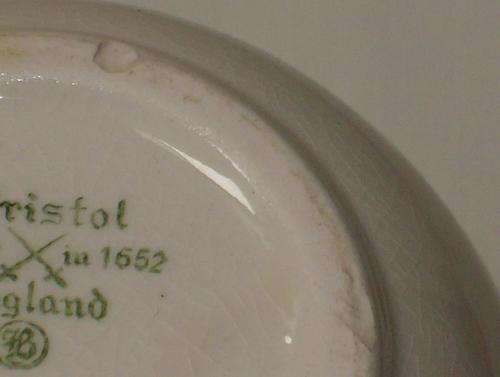 ristol
in 1652
gland
B